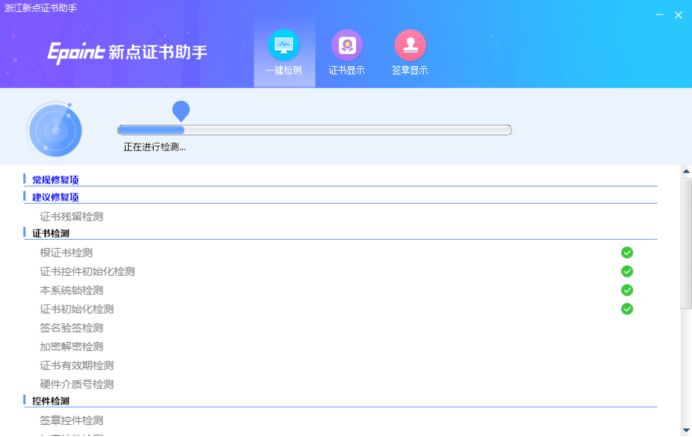 浙江新点证书助手
Epoint 新点证书助手
一键检测 证书显示 签章显示
正在进行检测...
常规修复项
建议修复项
证书残留检测
证书检测
根证书检测
证书控件初始化检测
本系统锁检测
证书初始化检测
签名验签检测
加密解密检测
证书有效期检测
硬件介质号检测
控件检测
签章控件检测